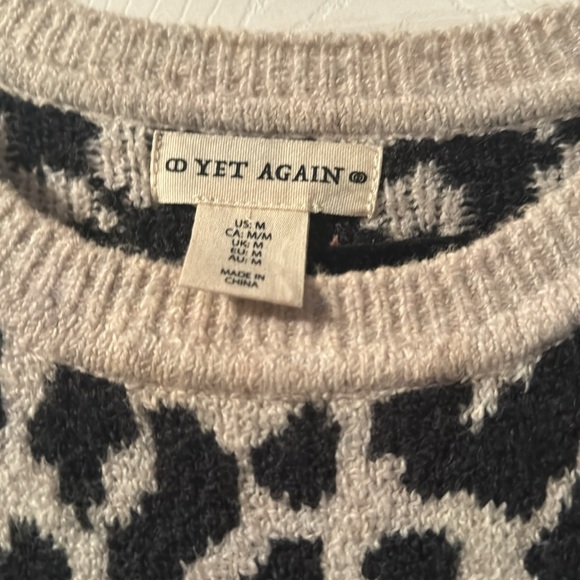 YET AGAIN
US: M
CA: M/M
UK: M
EU: M
AU: M
MADE IN
CHINA